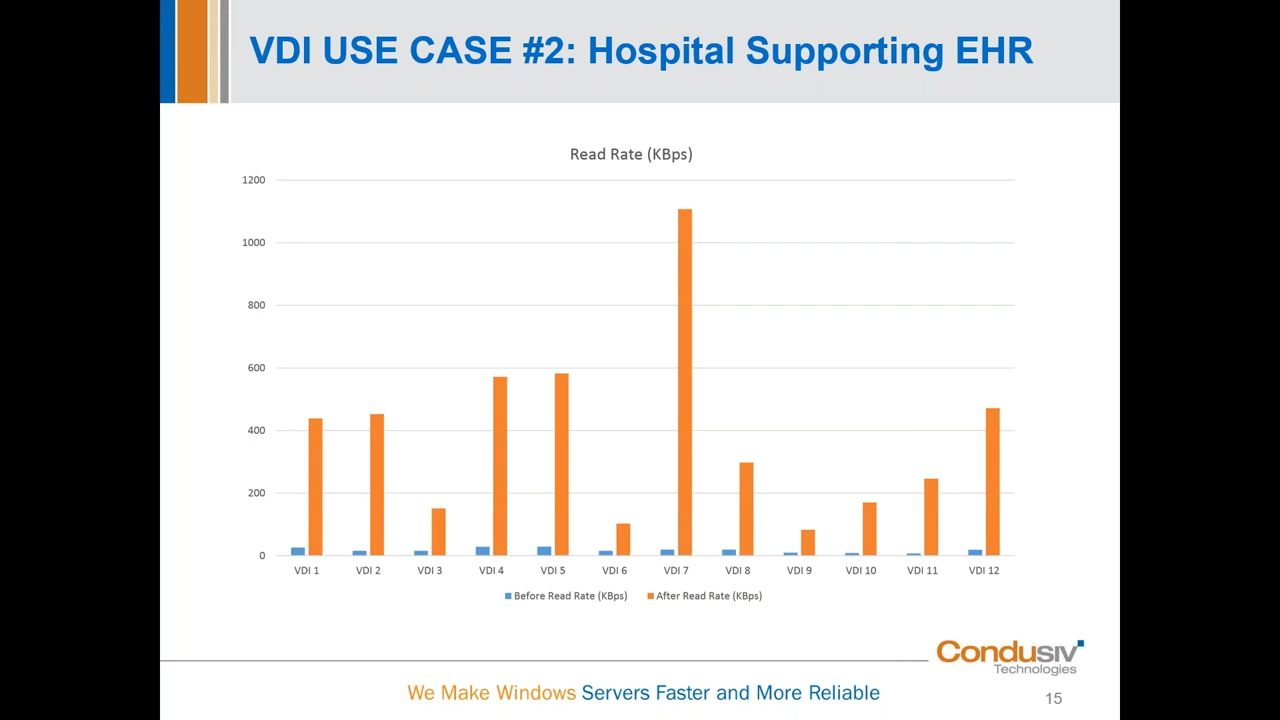 VDI USE CASE #2: Hospital Supporting EHR
Read Rate (KBps)
1200
1000
800
600
400
200
0
VDI 1 VDI 2 VDI 3 VDI 4 VDI 5 VDI 6 VDI 7 VDI 8 VDI 9 VDI 10 VDI 11 VDI 12
Before Read Rate (KBps) After Read Rate (KBps)
Condusiv
Technologies
We Make Windows Servers Faster and More Reliable
15